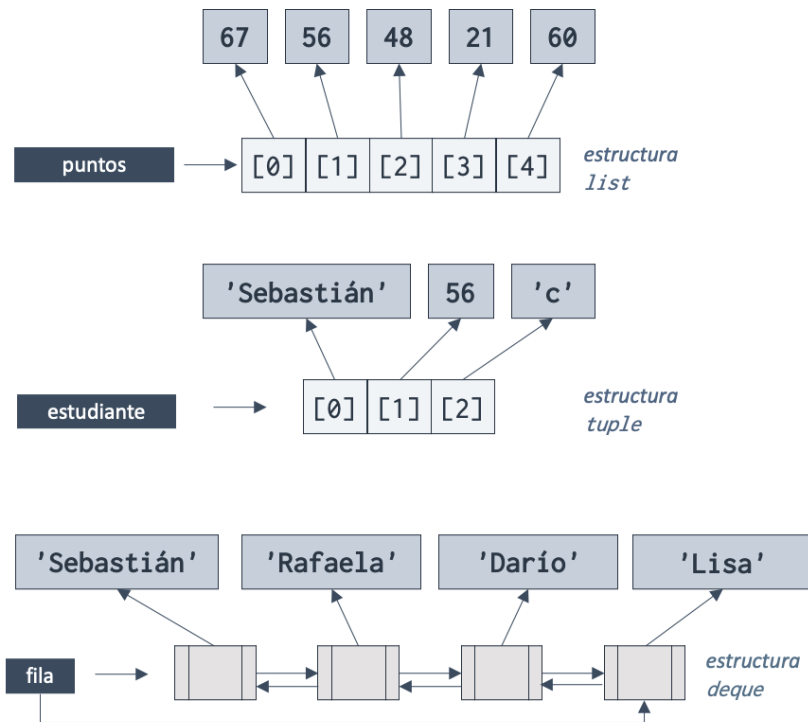 67 56 48 21 60
puntos
[0] [1] [2] [3] [4]
estructura
list
'Sebastián' 56 'c'
estudiante
[0] [1] [2]
estructura
tuple
'Sebastián' 'Rafaela' 'Darío' 'Lisa'
fila
estructura
deque